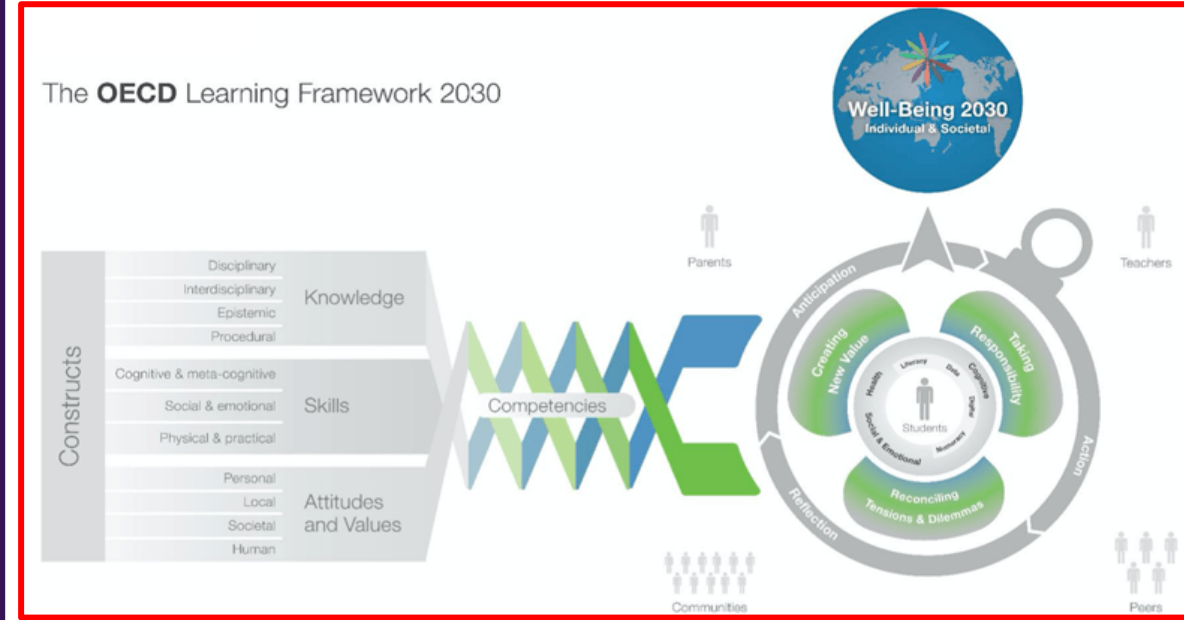 The OECD Learning Framework 2030
Well-Being 2030
Individual & Societal
Parents
Teachers
Constructs
Disciplinary
Interdisciplinary
Epistemic
Procedural
Knowledge
Cognitive & meta-cognitive
Social & emotional
Physical & practical
Skills
Personal
Local
Societal
Human
Attitudes
and Values
Competencies
Anticipation
Action
Reflection
Creating
New Value
Taking
Responsibility
Reconciling
Tensions & Dilemmas
Literacy
Data
Cognitive
Digital
Numeracy
Social & Emotional
Health
Students
Communities
Peers